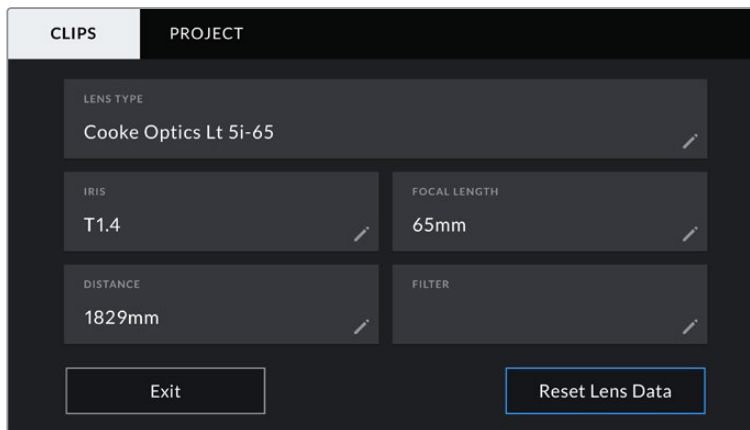 CLIPS PROJECT
LENS TYPE
Cooke Optics Lt 5i-65
IRIS
T1.4
FOCAL LENGTH
65mm
DISTANCE
1829mm
FILTER
Exit
Reset Lens Data